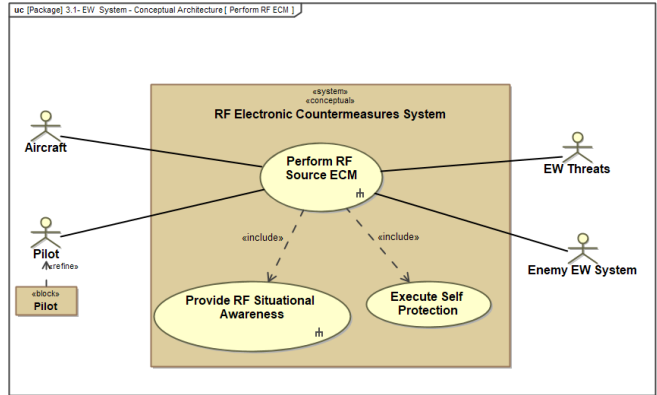 uc [Package] 3.1- EW System - Conceptual Architecture [ Perform RF ECM ]
«system»
«conceptual»
RF Electronic Countermeasures System
Aircraft
Perform RF
Source ECM
EW Threats
Pilot
«refine»
«block»
Pilot
«include»
«include»
Enemy EW System
Provide RF Situational
Awareness
Execute Self
Protection